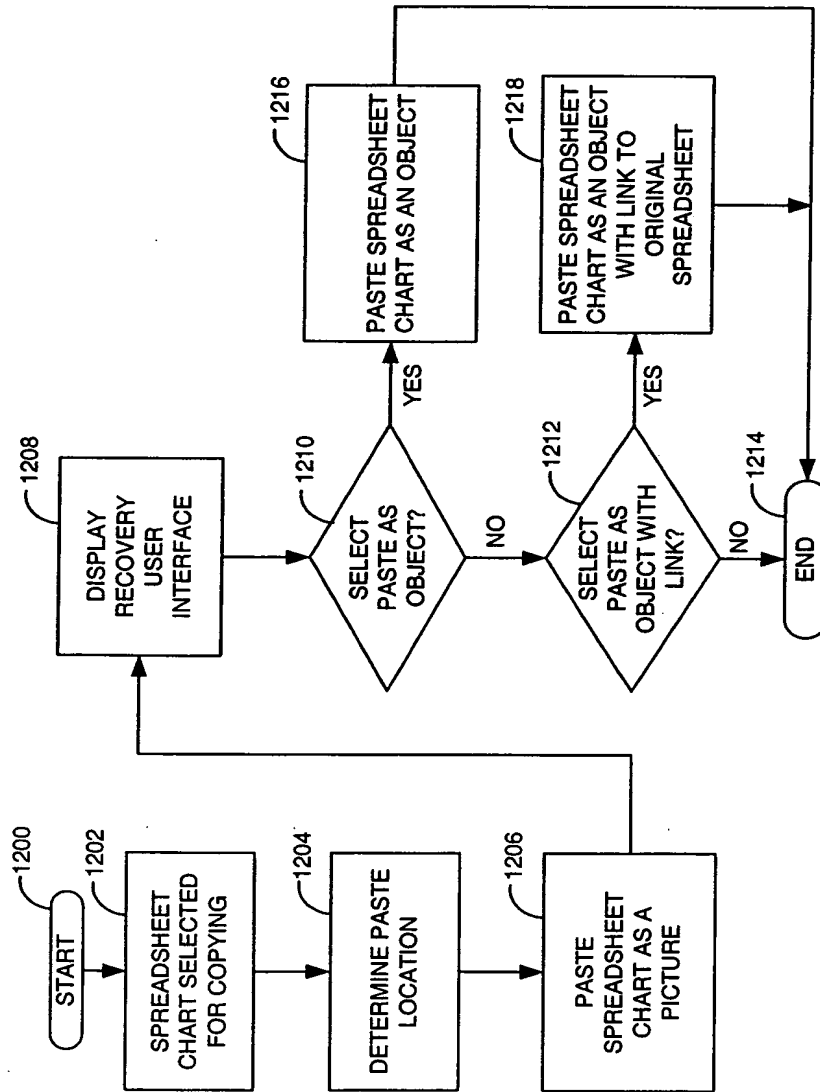 1200
START
1202
SPREADSHEET
CHART SELECTED
FOR COPYING
1204
DETERMINE PASTE
LOCATION
1206
PASTE
SPREADSHEET
CHART AS A
PICTURE
1208
DISPLAY
RECOVERY
USER
INTERFACE
1210
SELECT
PASTE AS
OBJECT?
YES
NO
1216
PASTE SPREADSHEET
CHART AS AN OBJECT
1212
SELECT
PASTE AS
OBJECT WITH
LINK?
YES
NO
1218
PASTE SPREADSHEET
CHART AS AN OBJECT
WITH LINK TO
ORIGINAL
SPREADSHEET
1214
END